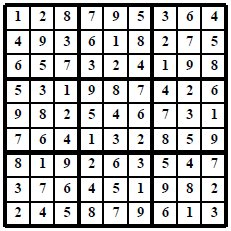 1 2 8 7 9 5 3 6 4
4 9 3 6 1 8 2 7 5
6 5 7 3 2 4 1 9 8
5 3 1 9 8 7 4 2 6
9 8 2 5 4 6 7 3 1
7 6 4 1 3 2 8 5 9
8 1 9 2 6 3 5 4 7
3 7 6 4 5 1 9 8 2
2 4 5 8 7 9 6 1 3